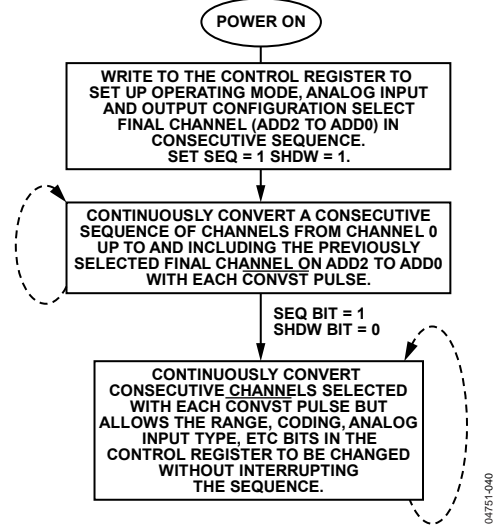 POWER ON
WRITE TO THE CONTROL REGISTER TO
SET UP OPERATING MODE, ANALOG INPUT
AND OUTPUT CONFIGURATION SELECT
FINAL CHANNEL (ADD2 TO ADD0) IN
CONSECUTIVE SEQUENCE.
SET SEQ = 1 SHDW = 1.
CONTINUOUSLY CONVERT A CONSECUTIVE
SEQUENCE OF CHANNELS FROM CHANNEL 0
UP TO AND INCLUDING THE PREVIOUSLY
SELECTED FINAL CHANNEL ON ADD2 TO ADD0
WITH EACH CONVST PULSE.
SEQ BIT = 1
SHDW BIT = 0
CONTINUOUSLY CONVERT
CONSECUTIVE CHANNELS SELECTED
WITH EACH CONVST PULSE BUT
ALLOWS THE RANGE, CODING, ANALOG
INPUT TYPE, ETC BITS IN THE
CONTROL REGISTER TO BE CHANGED
WITHOUT INTERRUPTING
THE SEQUENCE.
04751-040